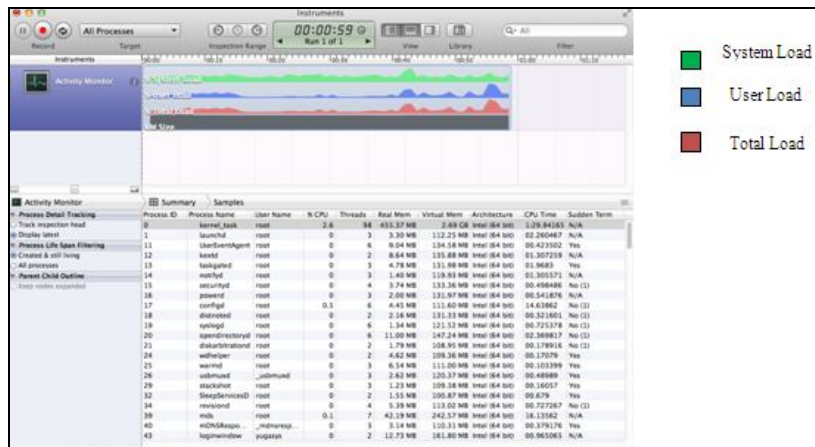 Instruments
All Processes
00:00:59
Run 1 of 1
All
Record Target Inspection Range View Library Filter
Instruments
Activity Monitor
System Load
User Load
Total Load
VM Size
System Load
User Load
Total Load
Activity Monitor Summary Samples
Process Detail Tracking
Track inspection head
Display latest
Process Life Span Filtering
Created & still living
All processes
Parent Child Outline
Keep nodes expanded
Process ID Process Name User Name % CPU Threads Real Mem Virtual Mem Architecture CPU Time Sudden Term
0 kernel_task root 2.6 94 455.37 MB 2.69 GB Intel (64 bit) 1:29.84165 N/A
1 launchd root 0 3 3.30 MB 112.25 MB Intel (64 bit) 02.260467 N/A
11 UserEventAgent root 0 6 9.04 MB 134.58 MB Intel (64 bit) 00.423502 Yes
12 kextd root 0 2 8.64 MB 135.88 MB Intel (64 bit) 01.307259 N/A
13 taskgated root 0 3 4.78 MB 131.98 MB Intel (64 bit) 01.9683 Yes
14 notifyd root 0 3 1.40 MB 119.93 MB Intel (64 bit) 01.305571 N/A
15 securityd root 0 4 3.74 MB 133.36 MB Intel (64 bit) 00.498486 No (1)
16 powerd root 0 3 2.00 MB 131.97 MB Intel (64 bit) 00.541876 N/A
17 configd root 0.5 6 4.45 MB 111.60 MB Intel (64 bit) 14.63862 No (1)
18 distnoted root 0 2 2.16 MB 131.33 MB Intel (64 bit) 00.321601 No (1)
19 syslogd root 0 6 1.34 MB 121.52 MB Intel (64 bit) 00.725378 No (1)
20 opendirectoryd root 0 6 11.00 MB 147.24 MB Intel (64 bit) 02.369817 No (1)
21 diskarbitrationd root 0 2 1.79 MB 108.95 MB Intel (64 bit) 00.178916 Yes
24 wdhelper root 0 2 4.62 MB 109.36 MB Intel (64 bit) 00.17079 Yes
25 warmd root 0 3 6.54 MB 111.00 MB Intel (64 bit) 00.103399 Yes
26 usbmuxd _usbmuxd 0 3 2.62 MB 120.37 MB Intel (64 bit) 00.48989 Yes
29 stackshot root 0 3 1.23 MB 109.38 MB Intel (64 bit) 00.16057 Yes
32 SleepServicesD root 0 2 1.55 MB 100.87 MB Intel (64 bit) 00.679 Yes
34 revisiond root 0 4 5.39 MB 113.02 MB Intel (64 bit) 00.727267 No (1)
39 mds root 0.1 7 42.19 MB 242.57 MB Intel (64 bit) 16.13562 N/A
40 mDNSRespo... _mdnsresp... 0 3 3.14 MB 110.31 MB Intel (64 bit) 00.379176 Yes
43 loginwindow yugasys 0 2 12.73 MB 161.80 MB Intel (64 bit) 00.965065 N/A